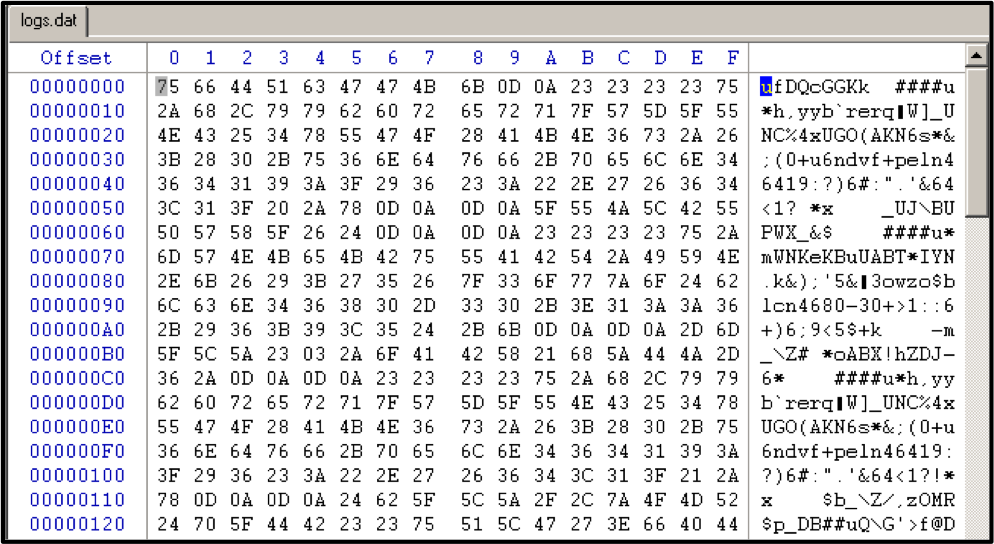 logs.dat
Offset 0 1 2 3 4 5 6 7 8 9 A B C D E F
00000000 75 66 44 51 63 47 47 4B 6B 0D 0A 23 23 23 23 75 ufDQcGGKk  ####u
00000010 2A 68 2C 79 79 62 60 72 65 72 71 7F 57 5D 5F 55 *h,yyb`rerq▮W]_U
00000020 4E 43 25 34 78 55 47 4F 28 41 4B 4E 36 73 2A 26 NC%4xUGO(AKN6s*&
00000030 3B 28 30 2B 75 36 6E 64 76 66 2B 70 65 6C 6E 34 ;(0+u6ndvf+peln4
00000040 36 34 31 39 3A 3F 29 36 23 3A 22 2E 27 26 36 34 6419:?)6#:".'&64
00000050 3C 31 3F 20 2A 78 0D 0A 0D 0A 5F 55 4A 5C 42 55 <1? *x    _UJ\BU
00000060 50 57 58 5F 26 24 0D 0A 0D 0A 23 23 23 23 75 2A PWX_&$    ####u*
00000070 6D 57 4E 4B 65 4B 42 75 55 41 42 54 2A 49 59 4E mWNKeKBuUABT*IYN
00000080 2E 6B 26 29 3B 27 35 26 7F 33 6F 77 7A 6F 24 62 .k&);'5&▮3owzo$b
00000090 6C 63 6E 34 36 38 30 2D 33 30 2B 3E 31 3A 3A 36 lcn4680-30+>1::6
000000A0 2B 29 36 3B 39 3C 35 24 2B 6B 0D 0A 0D 0A 2D 6D +)6;9<5$+k    -m
000000B0 5F 5C 5A 23 03 2A 6F 41 42 58 21 68 5A 44 4A 2D _\Z# *oABX!hZDJ-
000000C0 36 2A 0D 0A 0D 0A 23 23 23 23 75 2A 68 2C 79 79 6*    ####u*h,yy
000000D0 62 60 72 65 72 71 7F 57 5D 5F 55 4E 43 25 34 78 b`rerq▮W]_UNC%4x
000000E0 55 47 4F 28 41 4B 4E 36 73 2A 26 3B 28 30 2B 75 UGO(AKN6s*&;(0+u
000000F0 36 6E 64 76 66 2B 70 65 6C 6E 34 36 34 31 39 3A 6ndvf+peln46419:
00000100 3F 29 36 23 3A 22 2E 27 26 36 34 3C 31 3F 21 2A ?)6#:".'&64<1?!*
00000110 78 0D 0A 0D 0A 24 62 5F 5C 5A 2F 2C 7A 4F 4D 52 x    $b_\Z/,zOMR
00000120 24 70 5F 44 42 23 23 75 51 5C 47 27 3E 66 40 44 $p_DB##uQ\G'>f@D